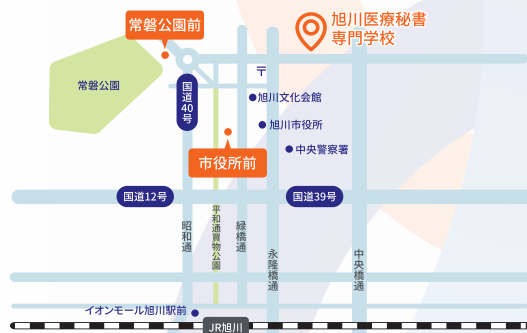 常磐公園前
旭川医療秘書
専門学校
〒
常磐公園
国道40号
旭川文化会館
旭川市役所
中央警察署
市役所前
国道12号
国道39号
平和通買物公園
昭和通
緑橋通
永隆橋通
中央橋通
イオンモール旭川駅前
JR旭川